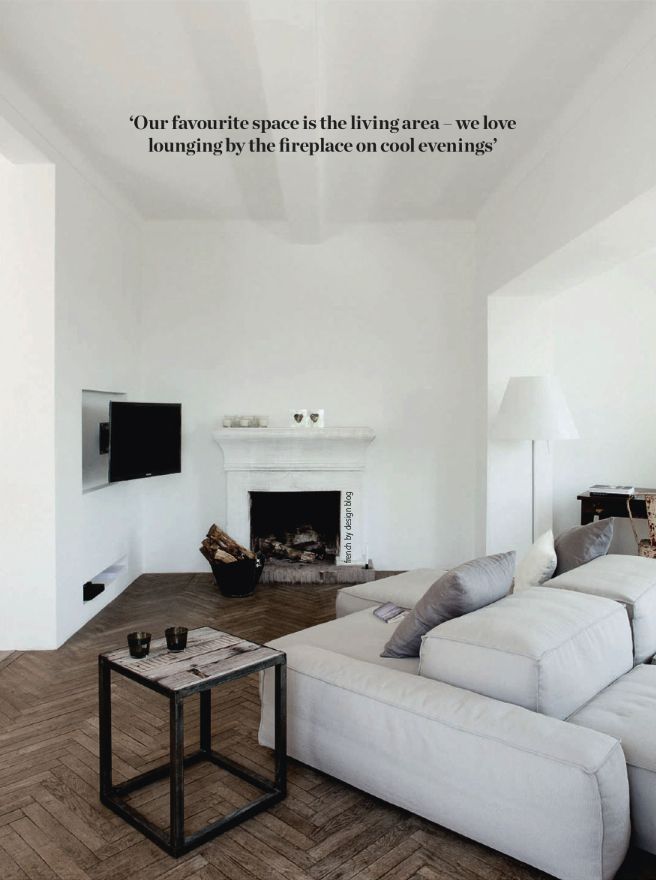 ‘Our favourite space is the living area – we love
lounging by the fireplace on cool evenings’
french by design blog